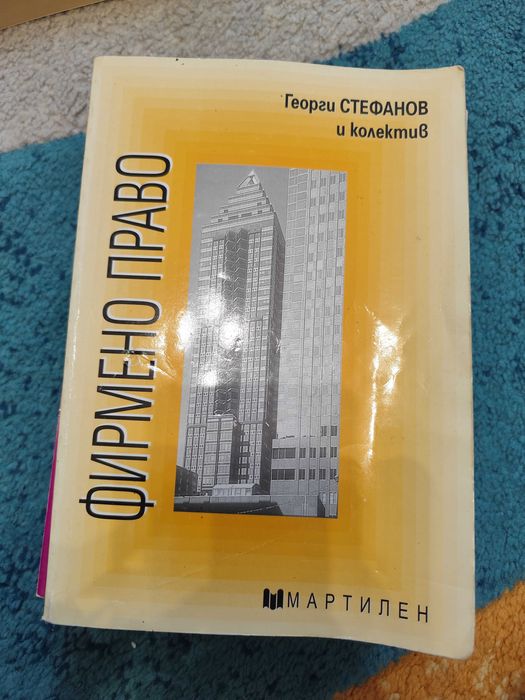 Георги СТЕФАНОВ
и колектив
ФИРМЕНО ПРАВО
МАРТИЛЕН